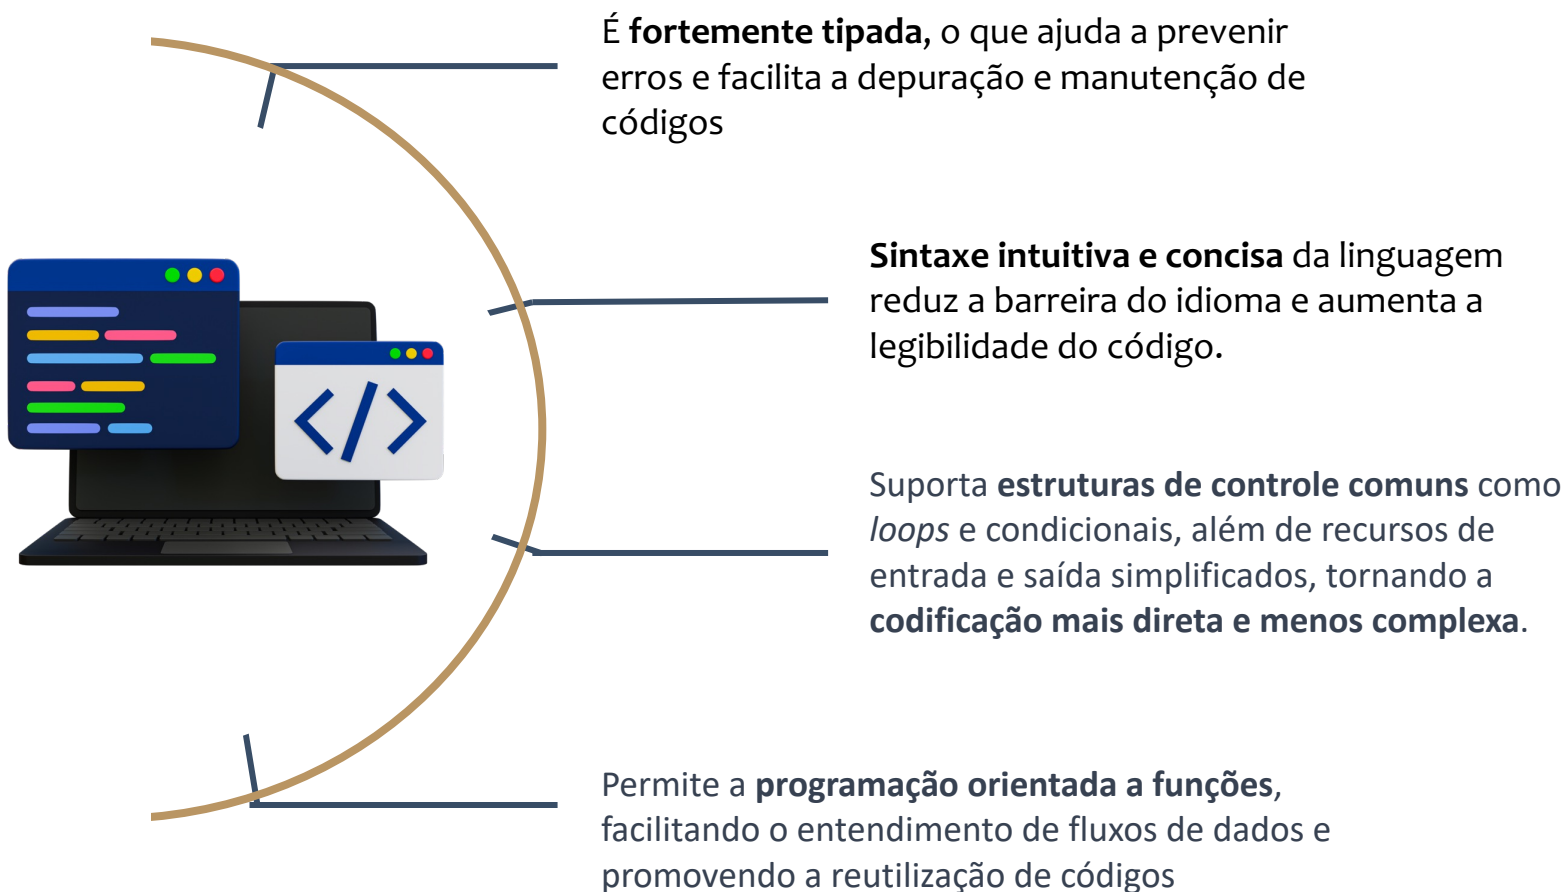 É fortemente tipada, o que ajuda a prevenir
erros e facilita a depuração e manutenção de
códigos
Sintaxe intuitiva e concisa da linguagem
reduz a barreira do idioma e aumenta a
legibilidade do código.
</>
Suporta estruturas de controle comuns como
loops e condicionais, além de recursos de
entrada e saída simplificados, tornando a
codificação mais direta e menos complexa.
Permite a programação orientada a funções,
facilitando o entendimento de fluxos de dados e
promovendo a reutilização de códigos